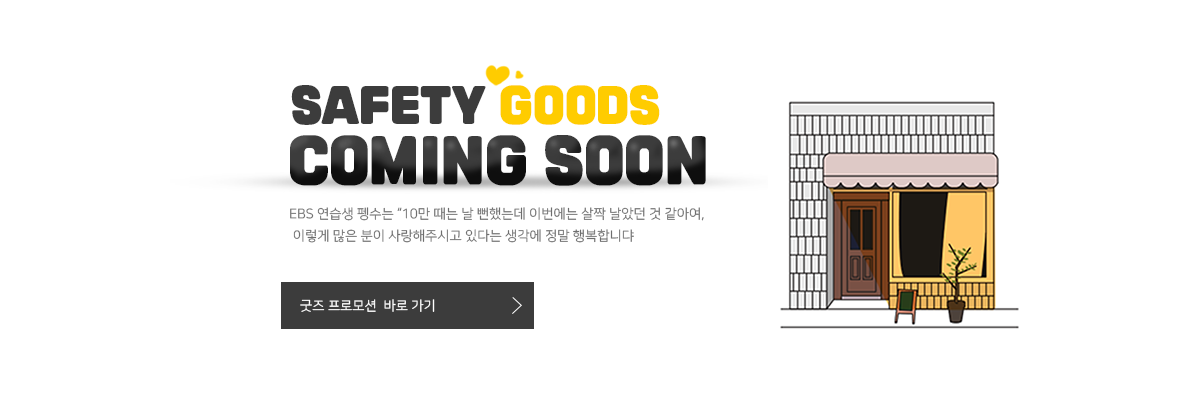 SAFETY GOODS
COMING SOON
EBS 연습생 펭수는 “10만 때는 날 뻔했는데 이번에는 살짝 날았던 것 같아여,
이렇게 많은 분이 사랑해주시고 있다는 생각에 정말 행복합니댜
굿즈 프로모션 바로 가기